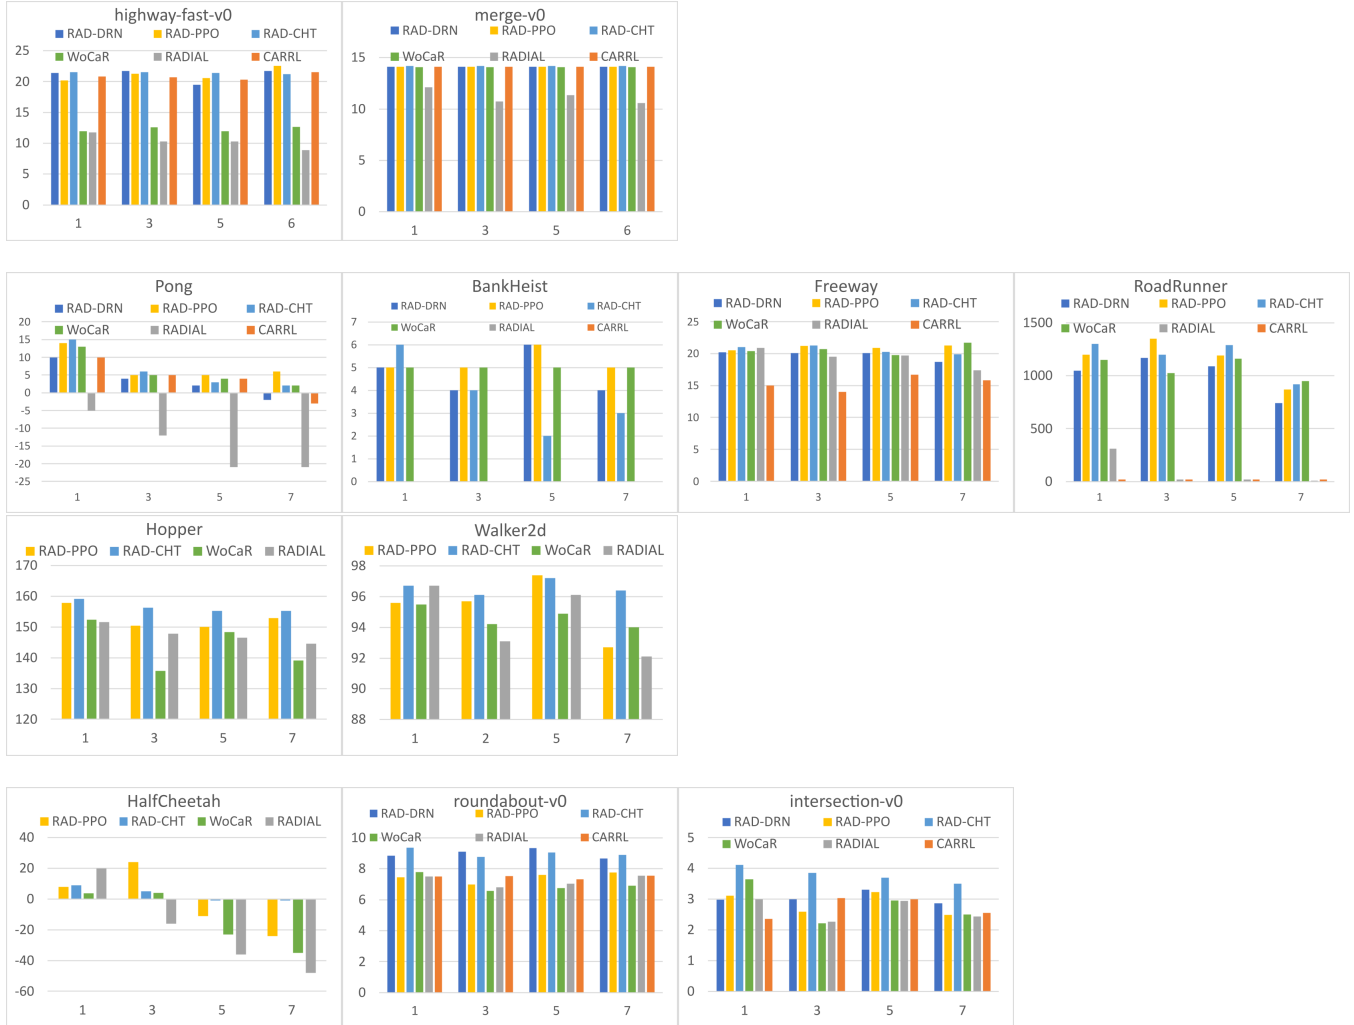 highway-fast-v0
RAD-DRN RAD-PPO RAD-CHT
WoCaR RADIAL CARRL
25
20
15
10
5
0
1 3 5 6
merge-v0
RAD-DRN RAD-PPO RAD-CHT
WoCaR RADIAL CARRL
15
10
5
0
1 3 5 6
Pong
RAD-DRN RAD-PPO RAD-CHT
WoCaR RADIAL CARRL
20
15
10
5
0
-5
-10
-15
-20
-25
1 3 5 7
BankHeist
RAD-DRN RAD-PPO RAD-CHT
WoCaR RADIAL CARRL
7
6
5
4
3
2
1
0
1 3 5 7
Freeway
RAD-DRN RAD-PPO RAD-CHT
WoCaR RADIAL CARRL
25
20
15
10
5
0
1 3 5 7
RoadRunner
RAD-DRN RAD-PPO RAD-CHT
WoCaR RADIAL CARRL
1500
1000
500
0
1 3 5 7
Hopper
RAD-PPO RAD-CHT WoCaR RADIAL
170
160
150
140
130
120
1 3 5 7
Walker2d
RAD-PPO RAD-CHT WoCaR RADIAL
98
96
94
92
90
88
1 2 5 7
HalfCheetah
RAD-PPO RAD-CHT WoCaR RADIAL
40
20
0
-20
-40
-60
1 3 5 7
roundabout-v0
RAD-DRN RAD-PPO RAD-CHT
WoCaR RADIAL CARRL
10
8
6
4
2
0
1 3 5 7
intersection-v0
RAD-DRN RAD-PPO RAD-CHT
WoCaR RADIAL CARRL
5
4
3
2
1
0
1 3 5 7